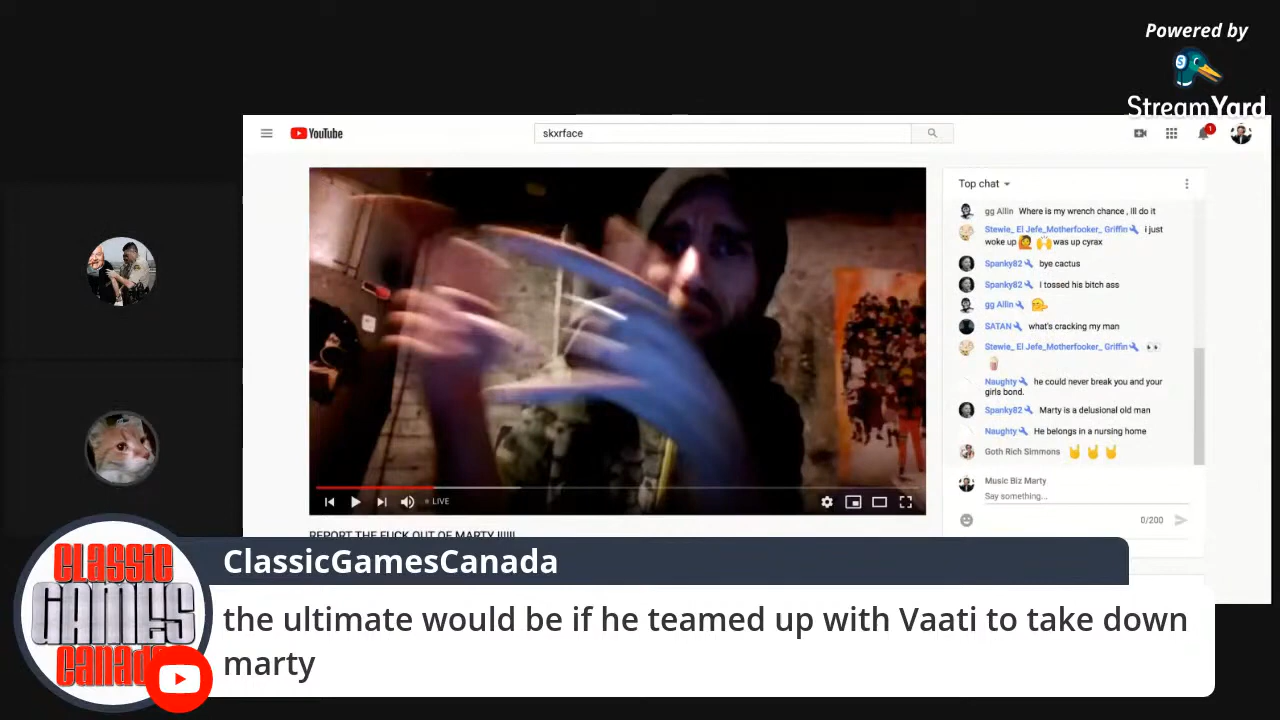 Powered by
StreamYard
YouTube
skxrface
1
Top chat
gg Allin Where is my wrench chance , Ill do it
Stewie_ El Jefe_Motherfooker_ Griffin i just
woke up was up cyrax
Spanky82 bye cactus
Spanky82 I tossed his bitch ass
gg Allin
SATAN what's cracking my man
Stewie_ El Jefe_Motherfooker_ Griffin
Naughty he could never break you and your
girls bond.
Spanky82 Marty is a delusional old man
Naughty He belongs in a nursing home
Goth Rich Simmons
LIVE
Music Biz Marty
Say something...
0/200
REPORT THE FUCK OUT OF MARTY !!!!!!
CLASSIC
GAMES
Canada
ClassicGamesCanada
the ultimate would be if he teamed up with Vaati to take down
marty